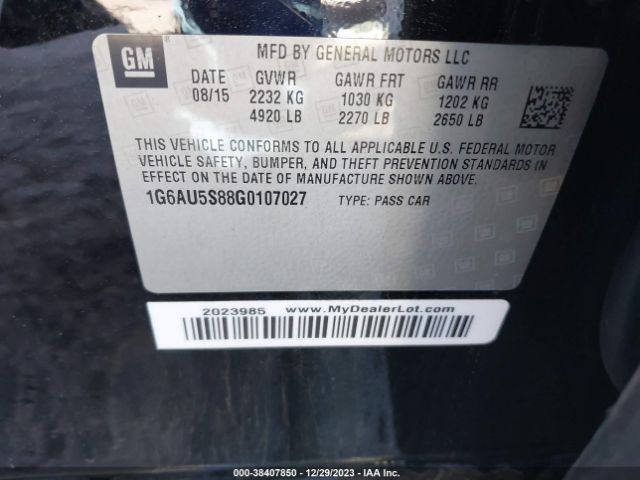 GM
MFD BY GENERAL MOTORS LLC
DATE GVWR GAWR FRT GAWR RR
08/15 2232 KG 1030 KG 1202 KG
4920 LB 2270 LB 2650 LB
THIS VEHICLE CONFORMS TO ALL APPLICABLE U.S. FEDERAL MOTOR
VEHICLE SAFETY, BUMPER, AND THEFT PREVENTION STANDARDS IN
EFFECT ON THE DATE OF MANUFACTURE SHOWN ABOVE.
1G6AU5S88G0107027 TYPE: PASS CAR
2023985 www.MyDealerLot.com
000-38407850 - 12/29/2023 - IAA Inc.